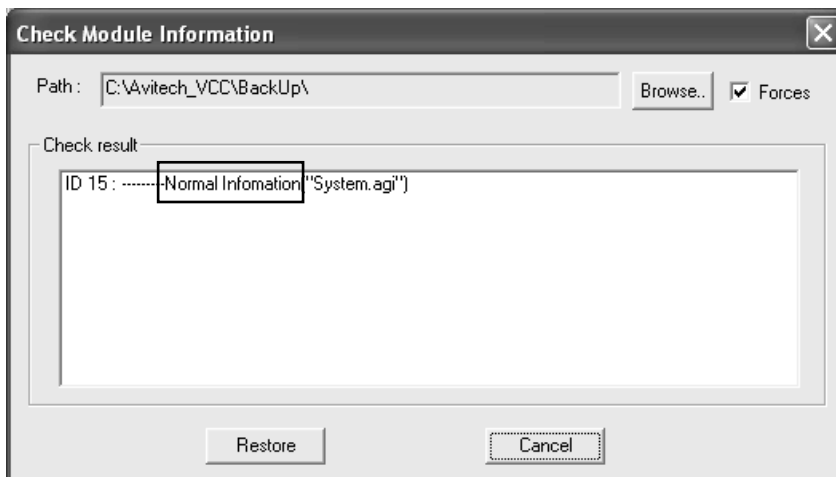 Check Module Information
Path : C:\Avitech_VCC\BackUp\ Browse.. Forces
Check result
ID 15 : --------Normal Infomation("System.agi")
Restore Cancel